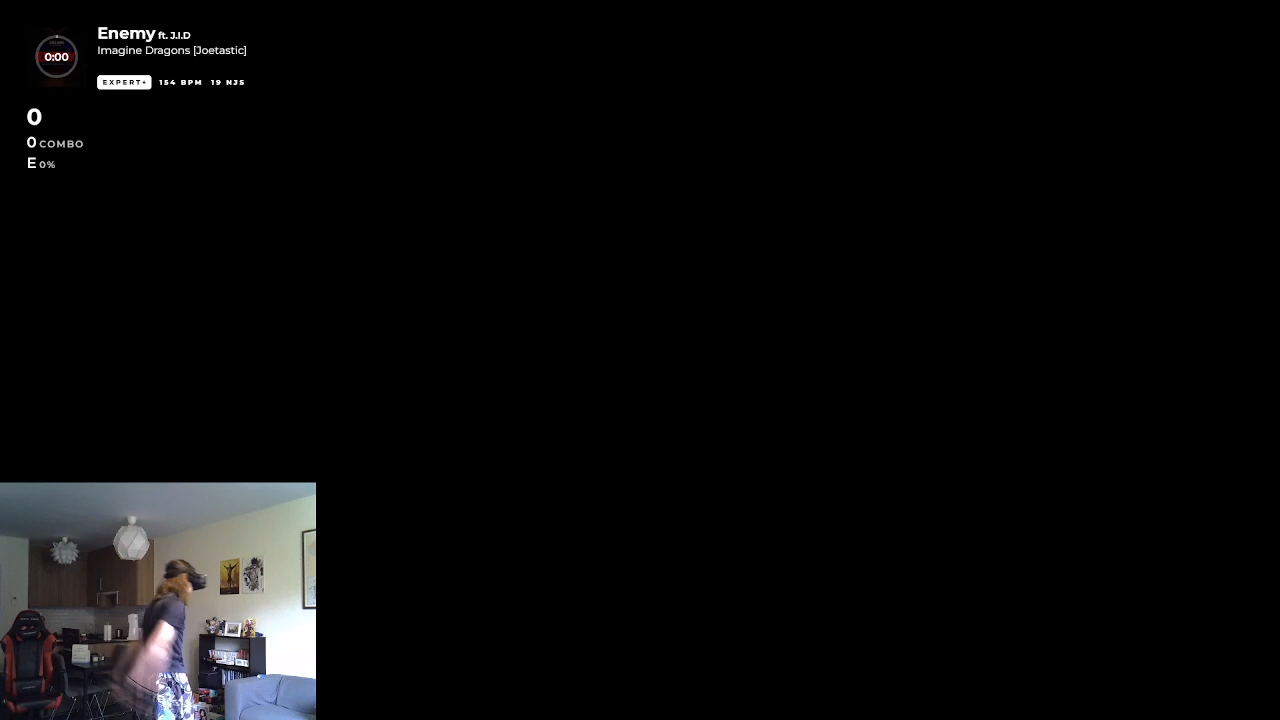 Enemy ft. J.I.D
Imagine Dragons [Joetastic]
0:00
EXPERT+ 154 BPM 19 NJS
0
0 COMBO
E 0%